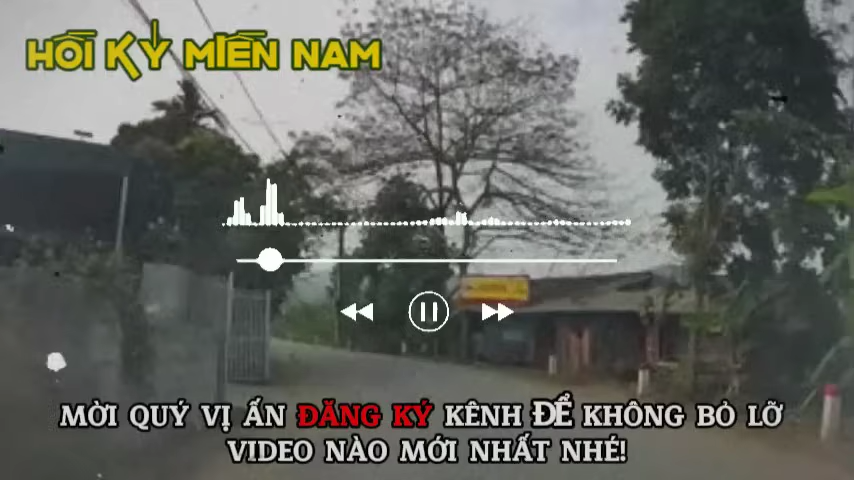 HỒI KÝ MIỀN NAM
MỜI QUÝ VỊ ẤN ĐĂNG KÝ KÊNH ĐỂ KHÔNG BỎ LỠ
VIDEO NÀO MỚI NHẤT NHÉ!